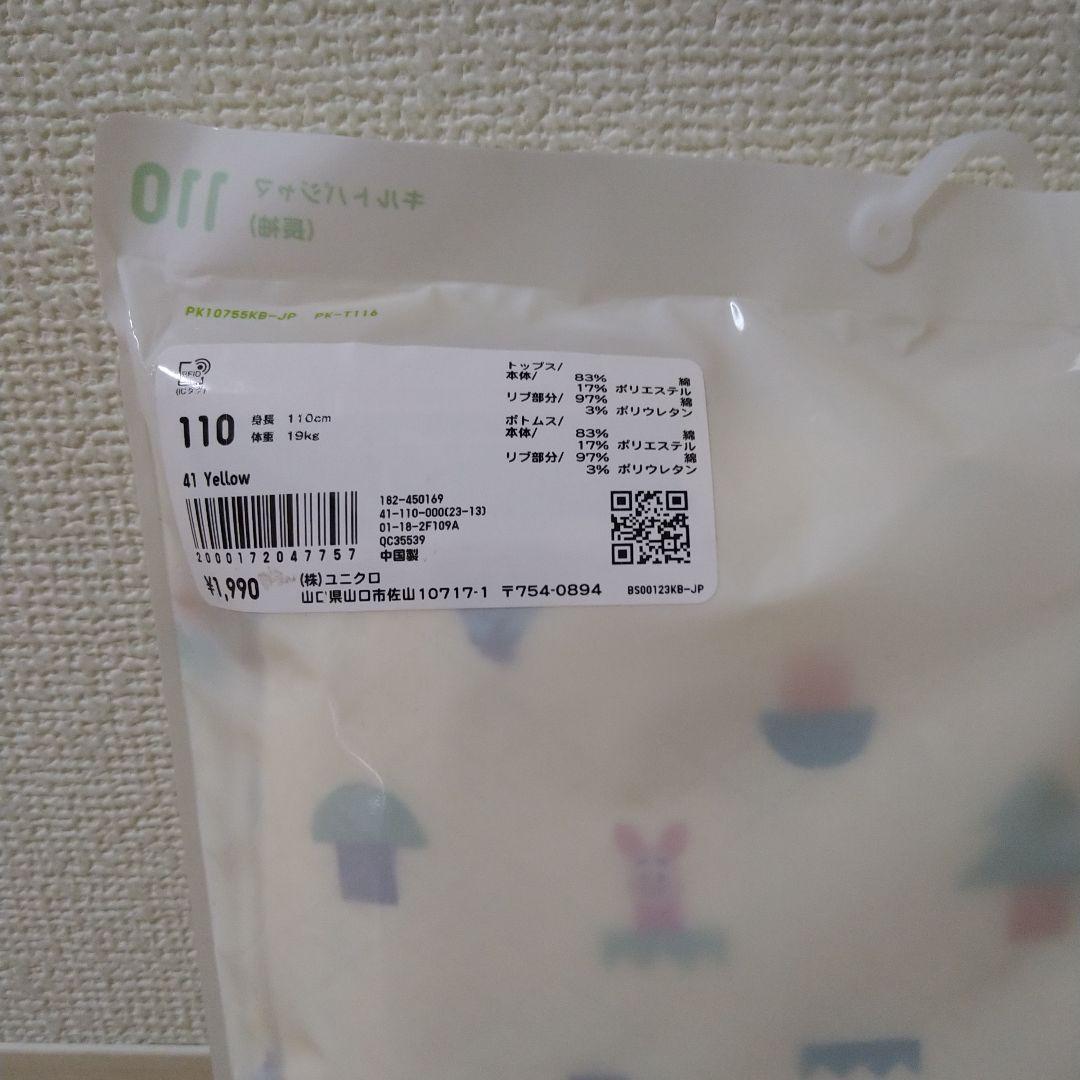 110 キルトパジャマ
(長袖)
PK10755KB-JP PK-T116
RFID
(ICタグ)
110 身長 110cm
体重 19kg
41 Yellow
2000172047757
¥1,990
トップス/
本体/ 83% 綿
17% ポリエステル
リブ部分/ 97% 綿
3% ポリウレタン
ボトムス/
本体/ 83% 綿
17% ポリエステル
リブ部分/ 97% 綿
3% ポリウレタン
182-450169
41-110-000(23-13)
01-18-2F109A
QC35539
中国製
(株)ユニクロ
山口県山口市佐山10717-1 〒754-0894
BS00123KB-JP